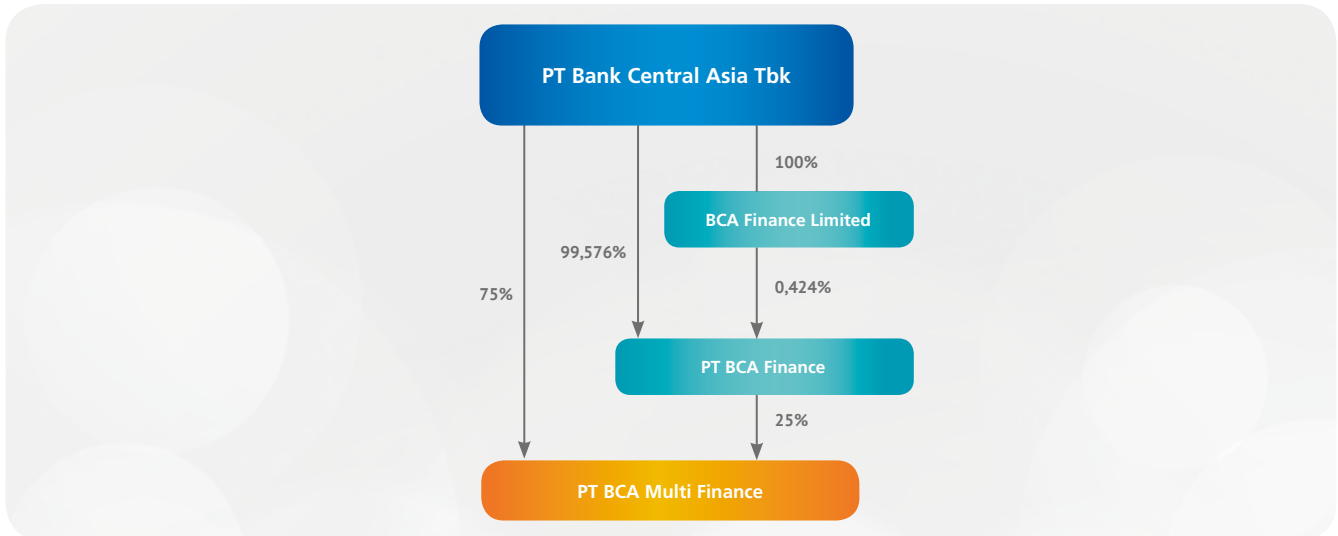 PT Bank Central Asia Tbk
100%
BCA Finance Limited
99,576%
0,424%
75%
PT BCA Finance
25%
PT BCA Multi Finance